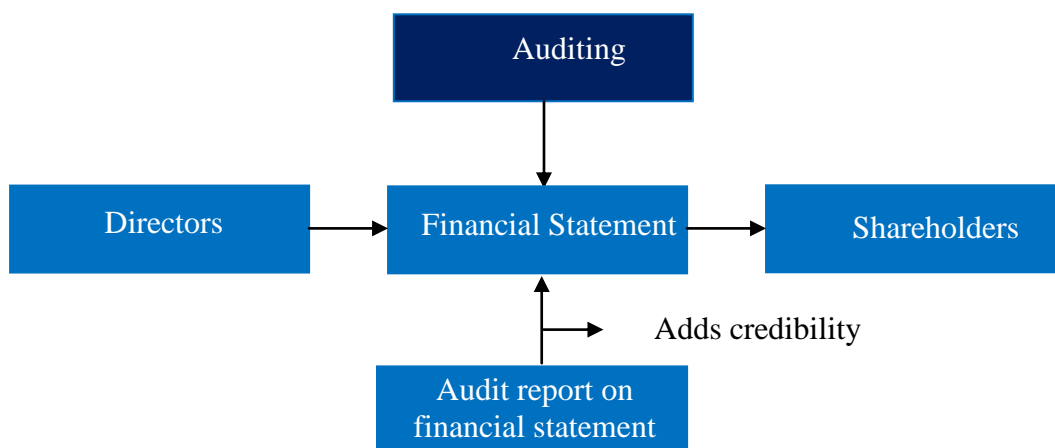 Auditing
Directors
Financial Statement
Shareholders
Adds credibility
Audit report on
financial statement